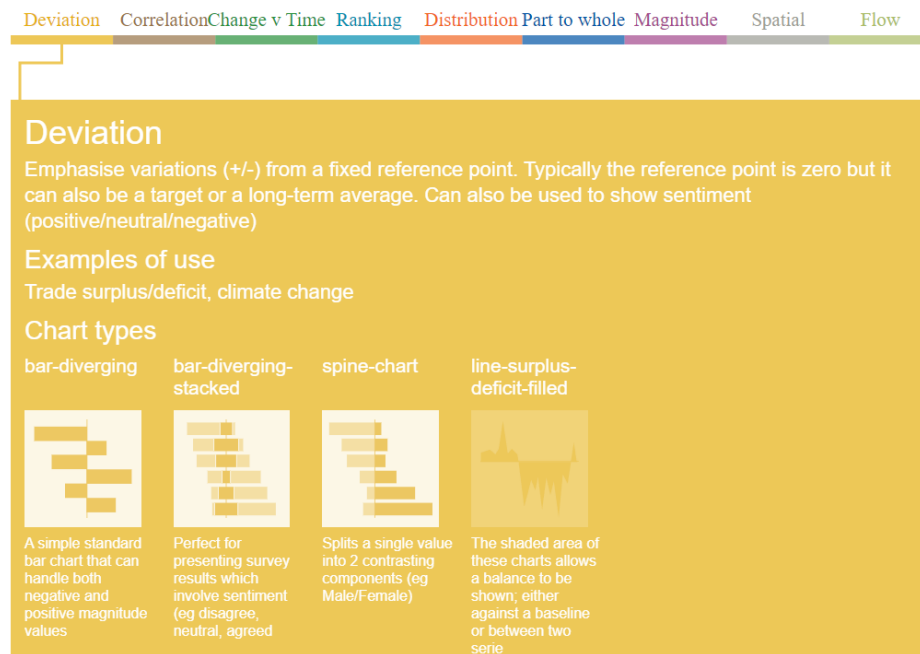 Deviation Correlation Change v Time Ranking Distribution Part to whole Magnitude Spatial Flow
Deviation
Emphasise variations (+/-) from a fixed reference point. Typically the reference point is zero but it
can also be a target or a long-term average. Can also be used to show sentiment
(positive/neutral/negative)
Examples of use
Trade surplus/deficit, climate change
Chart types
bar-diverging
bar-diverging-
stacked
spine-chart
line-surplus-
deficit-filled
A simple standard
bar chart that can
handle both
negative and
positive magnitude
values
Perfect for
presenting survey
results which
involve sentiment
(eg disagree,
neutral, agreed
Splits a single value
into 2 contrasting
components (eg
Male/Female)
The shaded area of
these charts allows
a balance to be
shown; either
against a baseline
or between two
serie